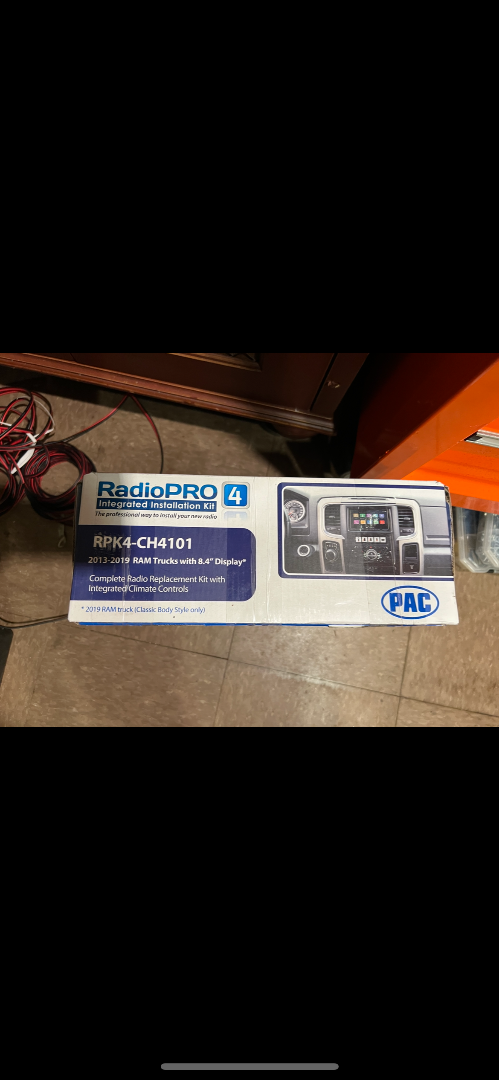 RadioPRO 4
Integrated Installation Kit
The professional way to install your new radio
RPK4-CH4101
2013-2019 RAM Trucks with 8.4" Display*
Complete Radio Replacement Kit with
Integrated Climate Controls
* 2019 RAM truck (Classic Body Style only)
PAC